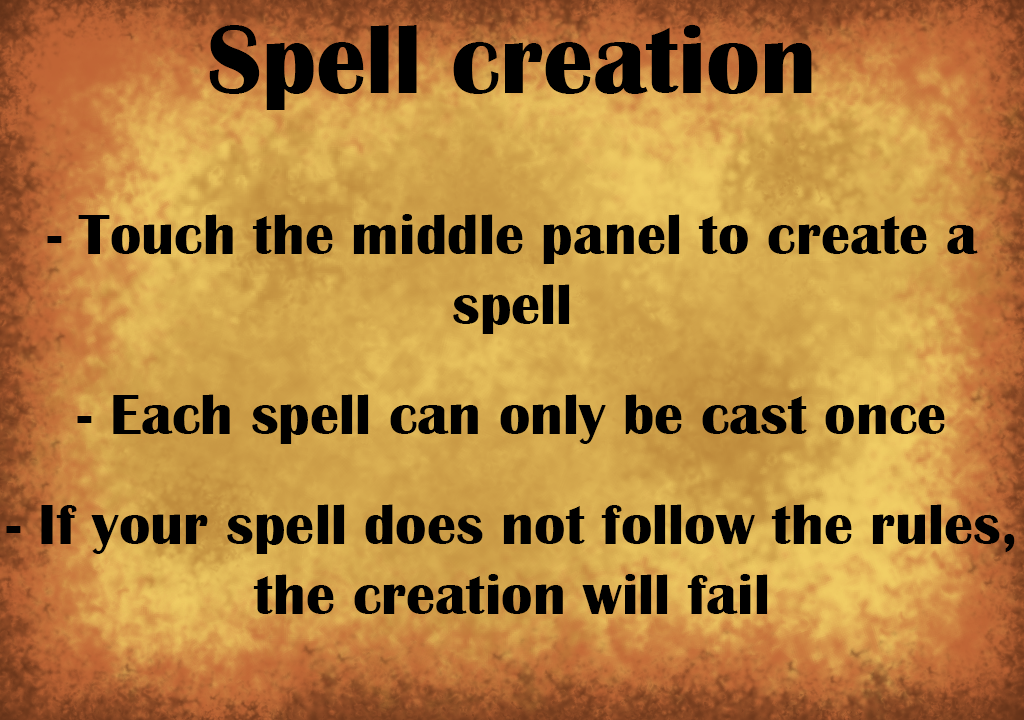 Spell creation
- Touch the middle panel to create a
spell
- Each spell can only be cast once
- If your spell does not follow the rules,
the creation will fail